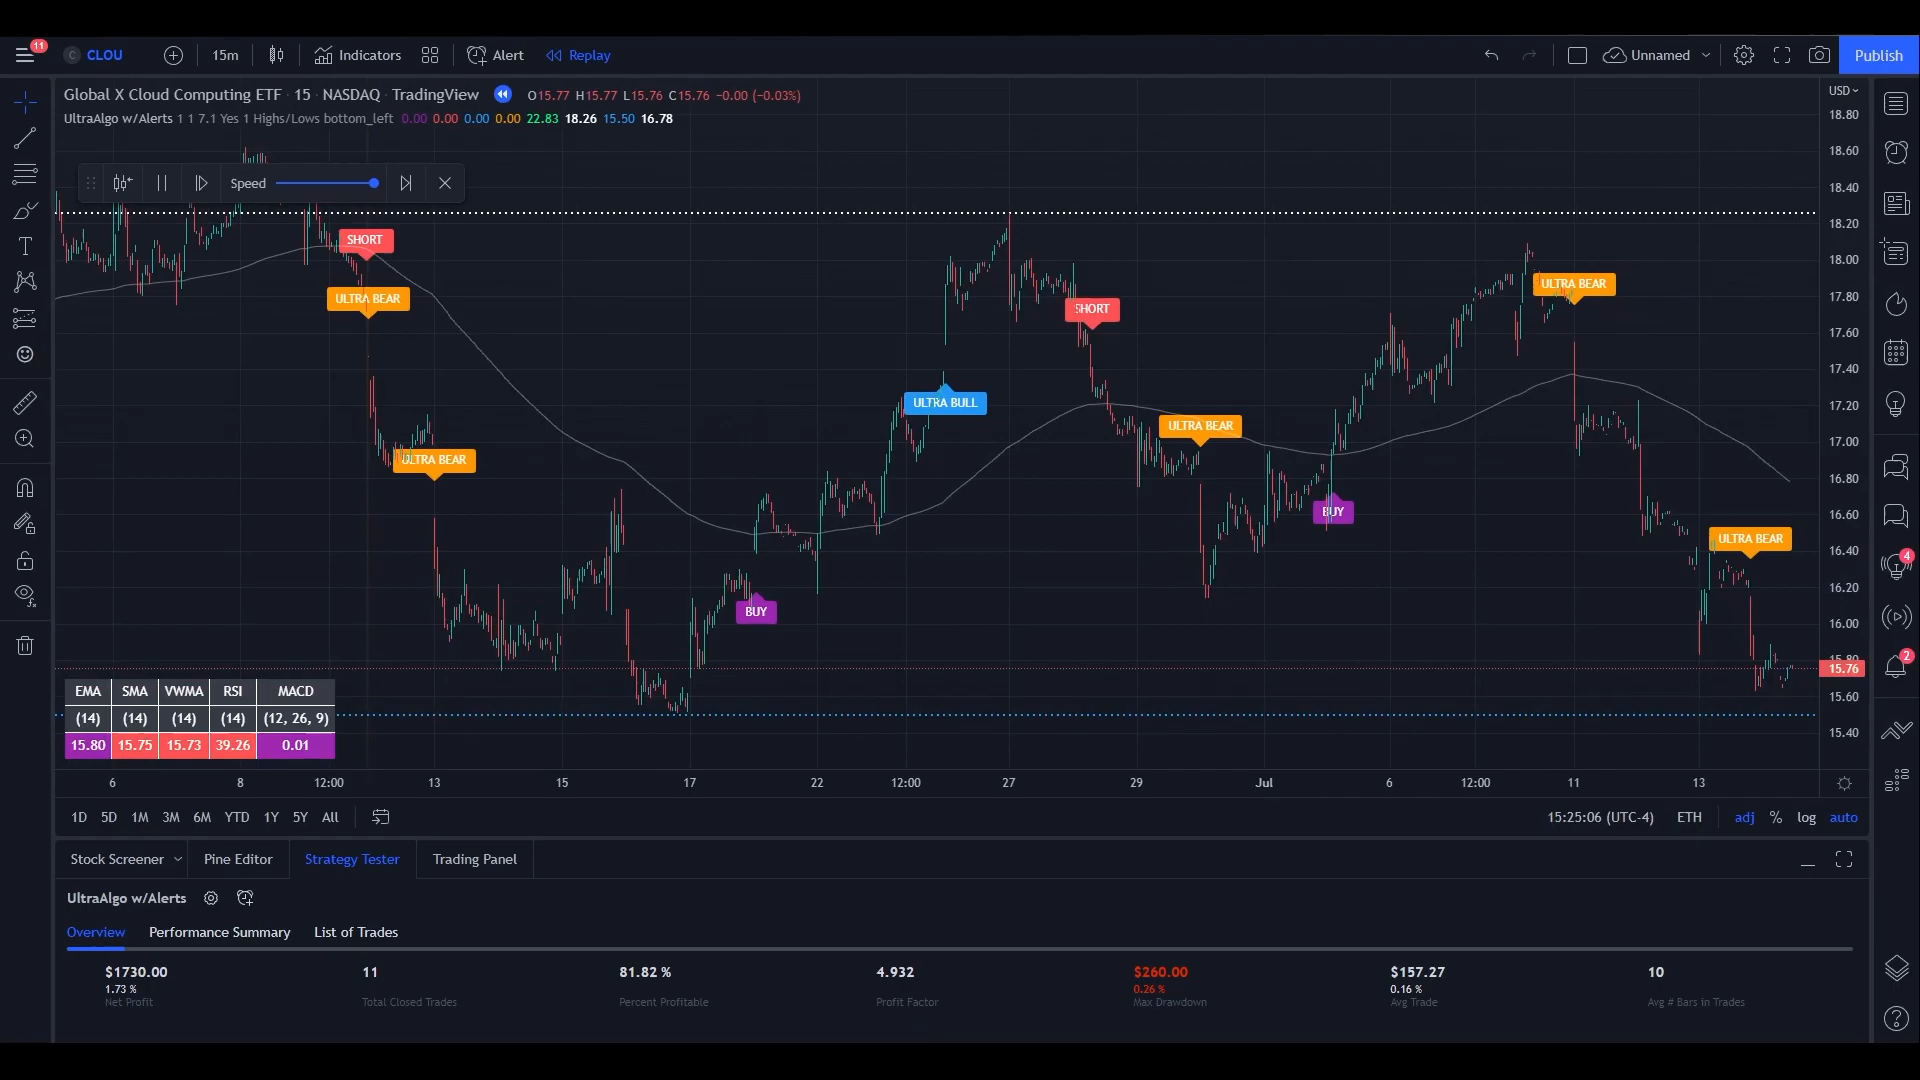 11
CLOU
15m
Indicators
Alert
Replay
Unnamed
Publish
Global X Cloud Computing ETF · 15 · NASDAQ · TradingView
O15.77 H15.77 L15.76 C15.76 −0.00 (−0.03%)
UltraAlgo w/Alerts 1 1 7.1 Yes 1 Highs/Lows bottom_left 0.00 0.00 0.00 0.00 22.83 18.26 15.50 16.78
USD
Speed
SHORT
ULTRA BEAR
ULTRA BEAR
BUY
ULTRA BULL
SHORT
ULTRA BEAR
BUY
ULTRA BEAR
ULTRA BEAR
18.80
18.60
18.40
18.20
18.00
17.80
17.60
17.40
17.20
17.00
16.80
16.60
16.40
16.20
16.00
15.80
15.76
15.60
15.40
4
2
EMA SMA VWMA RSI MACD
(14) (14) (14) (14) (12, 26, 9)
15.80 15.75 15.73 39.26 0.01
6 8 12:00 13 15 17 22 12:00 27 29 Jul 6 12:00 11 13
1D 5D 1M 3M 6M YTD 1Y 5Y All
15:25:06 (UTC-4) ETH adj % log auto
Stock Screener Pine Editor Strategy Tester Trading Panel
UltraAlgo w/Alerts
Overview Performance Summary List of Trades
$1730.00 11 81.82 % 4.932 $260.00 $157.27 10
1.73 % 0.26 % 0.16 %
Net Profit Total Closed Trades Percent Profitable Profit Factor Max Drawdown Avg Trade Avg # Bars in Trades